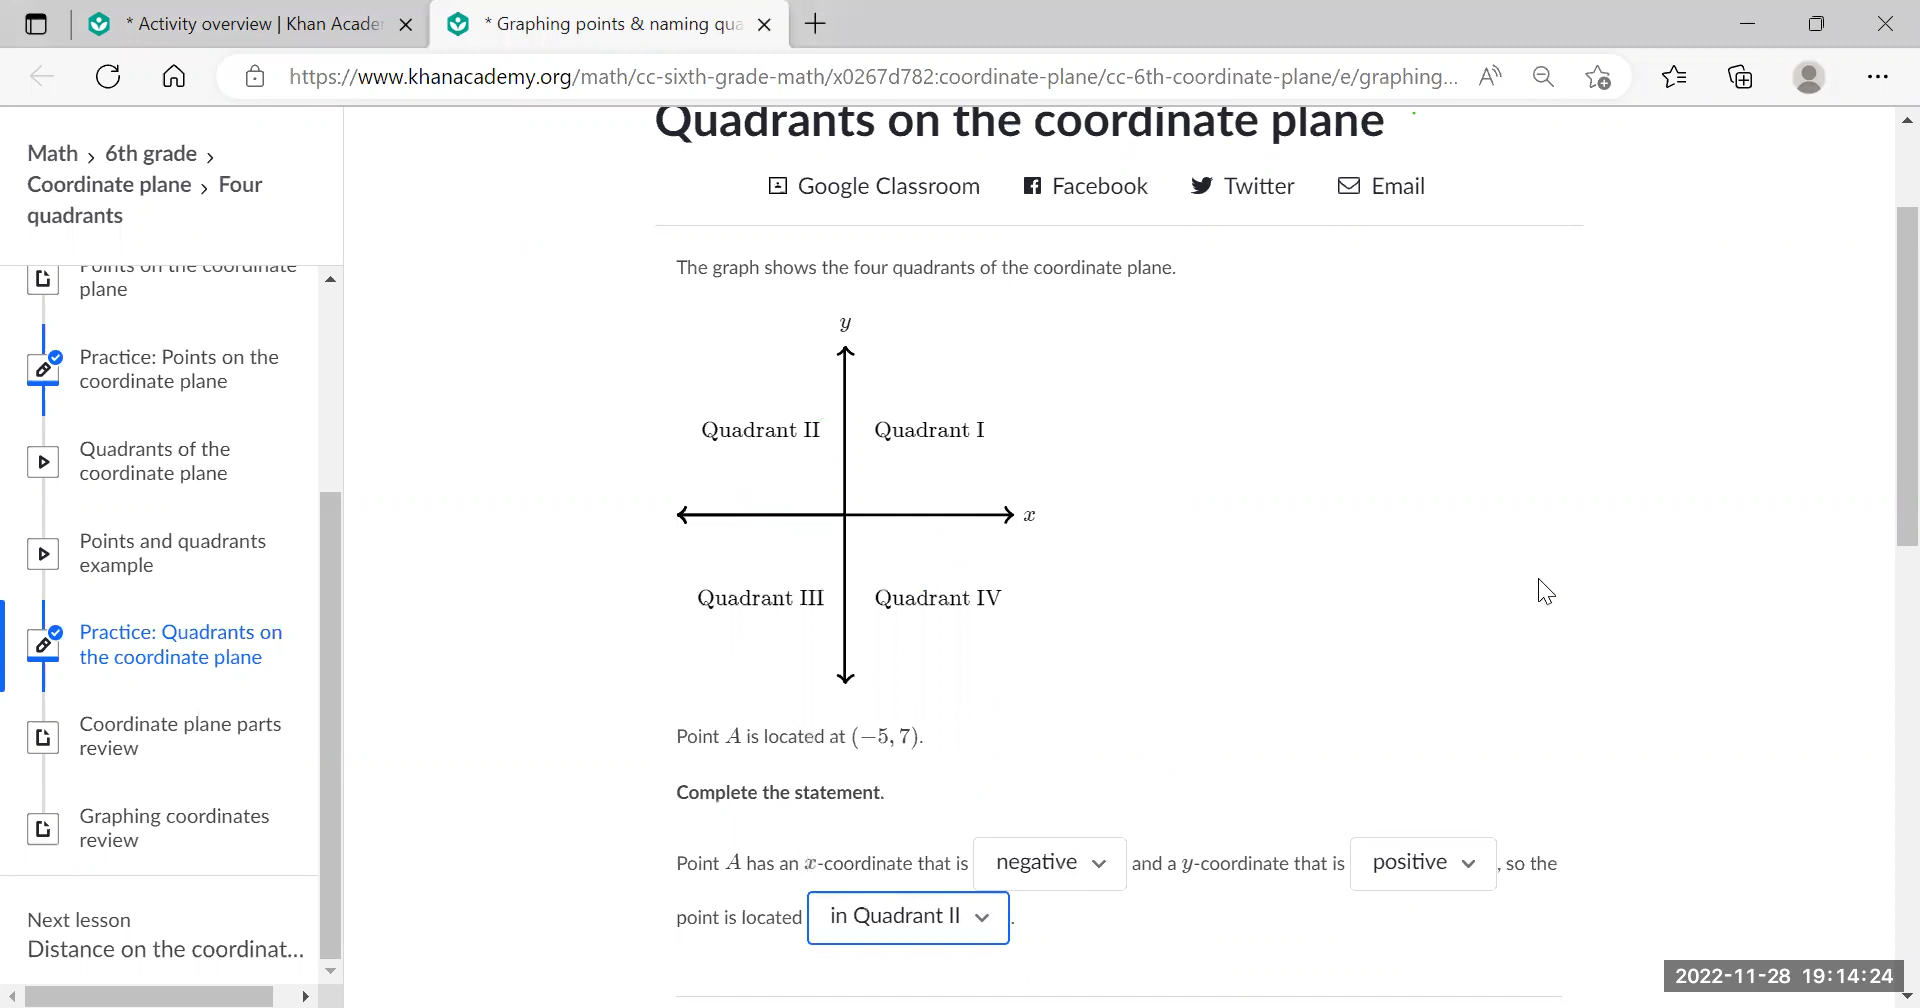 * Activity overview | Khan Acade
* Graphing points & naming qua
https://www.khanacademy.org/math/cc-sixth-grade-math/x0267d782:coordinate-plane/cc-6th-coordinate-plane/e/graphing...
Math > 6th grade >
Coordinate plane > Four
quadrants
Points on the coordinate
plane
Practice: Points on the
coordinate plane
Quadrants of the
coordinate plane
Points and quadrants
example
Practice: Quadrants on
the coordinate plane
Coordinate plane parts
review
Graphing coordinates
review
Next lesson
Distance on the coordinat...
Quadrants on the coordinate plane
Google Classroom Facebook Twitter Email
The graph shows the four quadrants of the coordinate plane.
y
Quadrant II Quadrant I
x
Quadrant III Quadrant IV
Point A is located at (−5, 7).
Complete the statement.
Point A has an x-coordinate that is negative and a y-coordinate that is positive , so the
point is located in Quadrant II .
2022-11-28 19:14:24